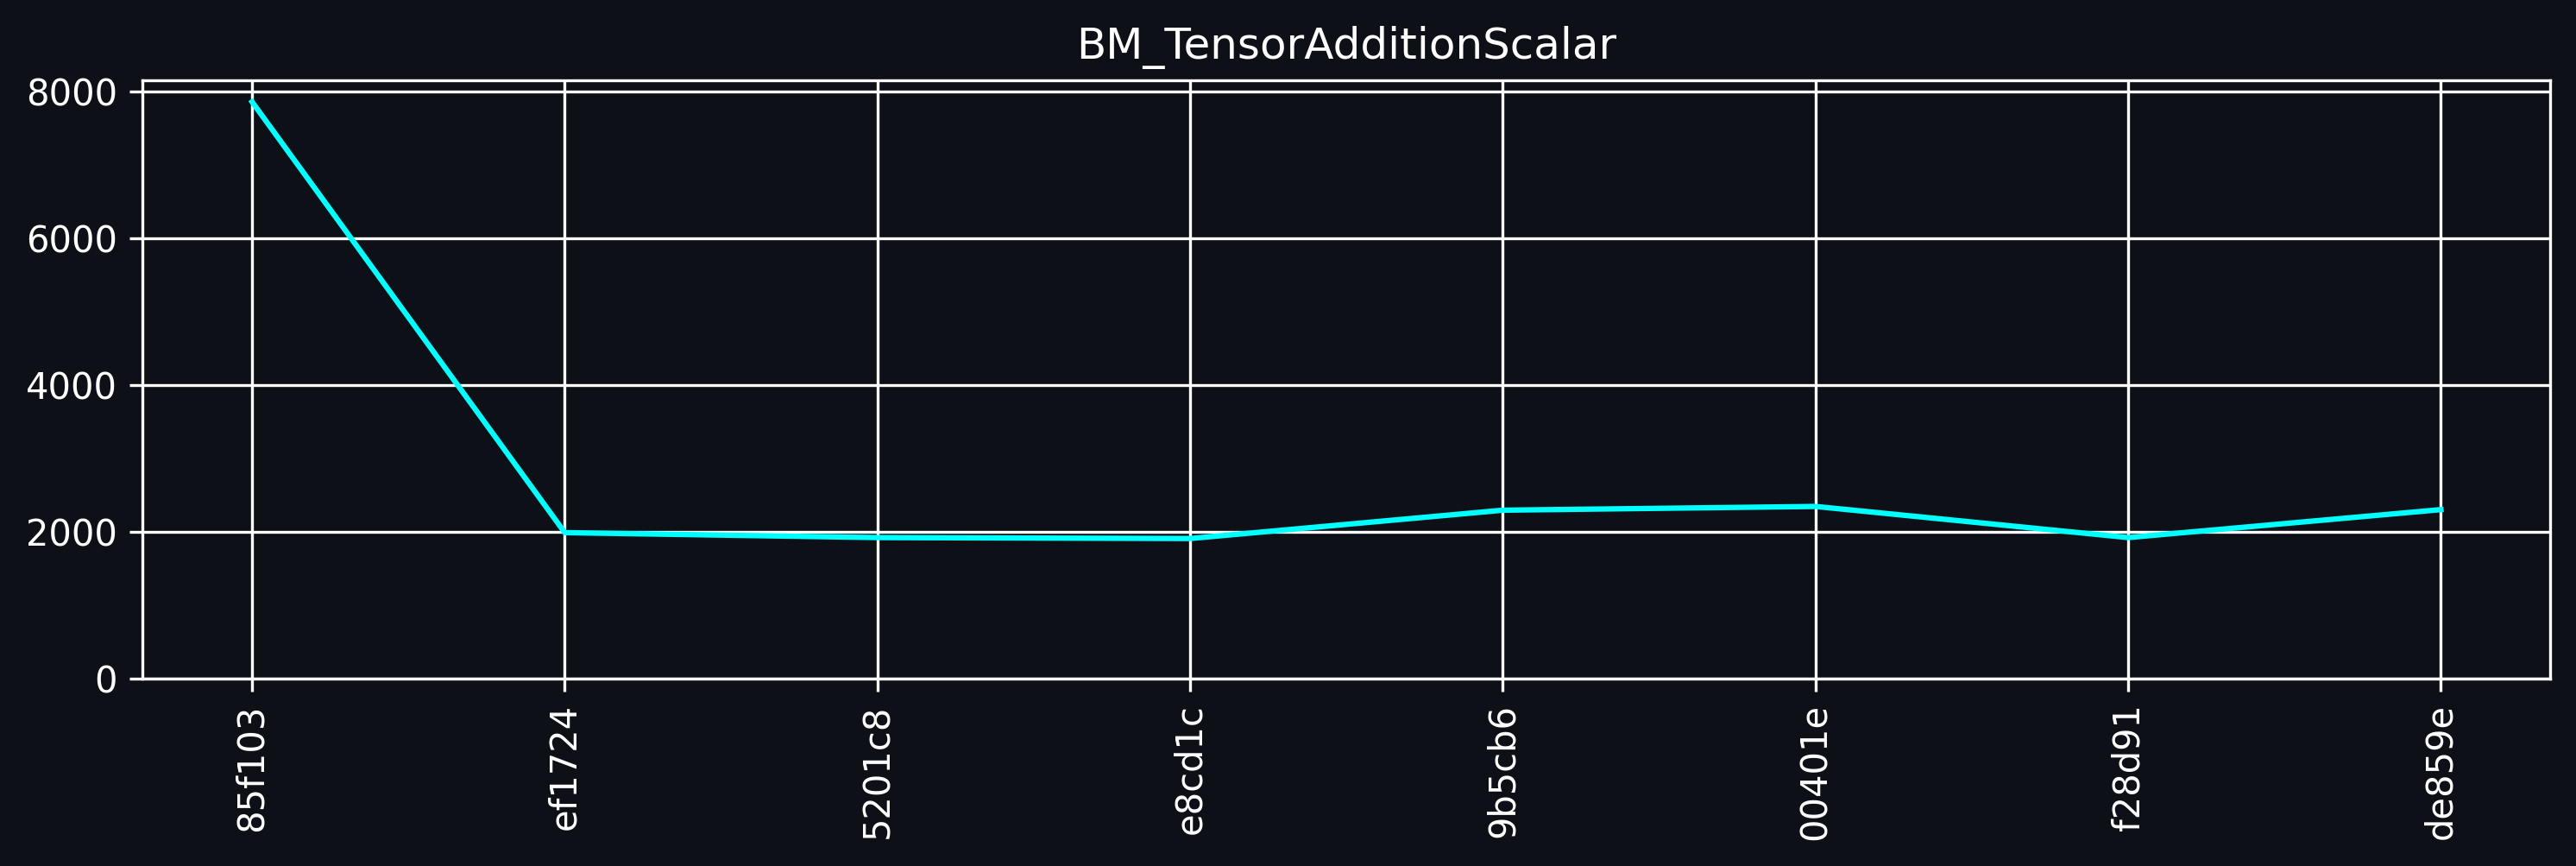 BM_TensorAdditionScalar
8000
6000
4000
2000
0
85f103
ef1724
5201c8
e8cd1c
9b5cb6
00401e
f28d91
de859e